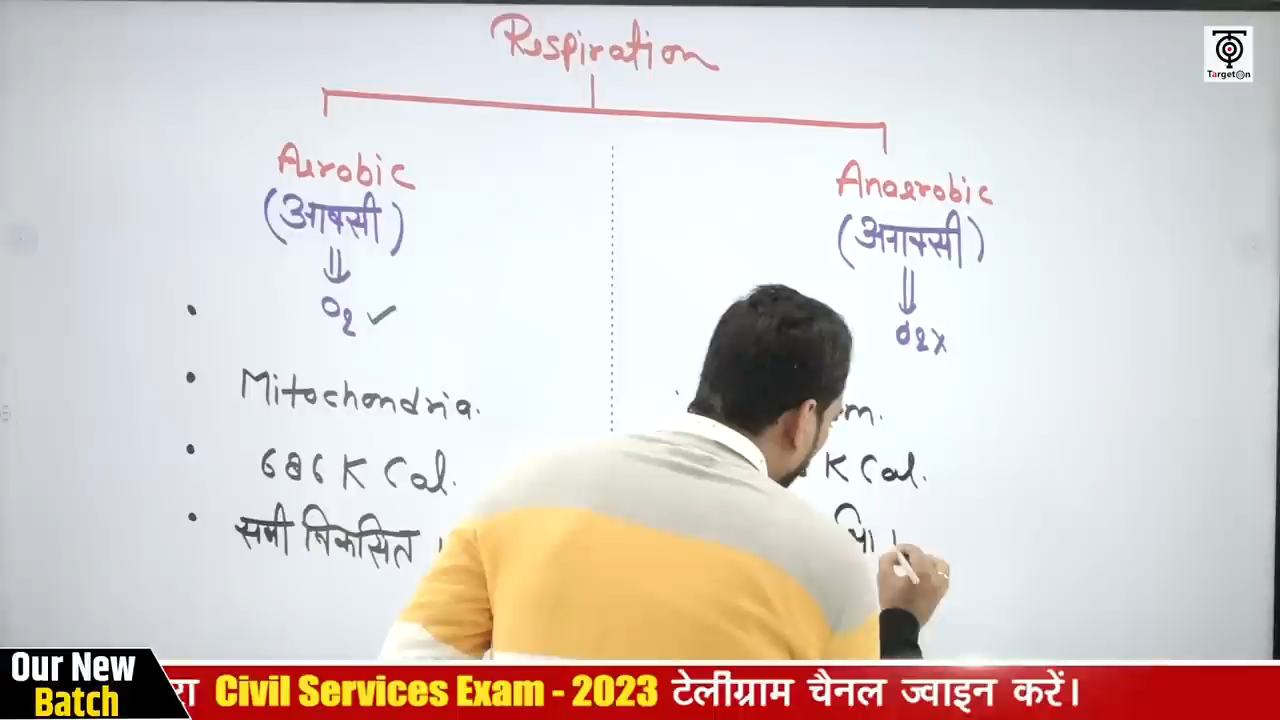 Respiration
TargetOn
Aerobic
(आक्सी)
⇓
O2 ✓
• Mitochondria.
• 686 K Cal.
• सभी विकसित
Anaerobic
(अनाक्सी)
⇓
O2 x
m.
K Cal.
Our New
Batch
Civil Services Exam - 2023 टेलीग्राम चैनल ज्वाइन करें।